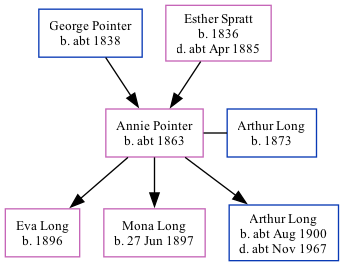 George Pointer
b. abt 1838
Esther Spratt
b. 1836
d. abt Apr 1885
Annie Pointer
b. abt 1863
Arthur Long
b. 1873
Eva Long
b. 1896
Mona Long
b. 27 Jun 1897
Arthur Long
b. abt Aug 1900
d. abt Nov 1967